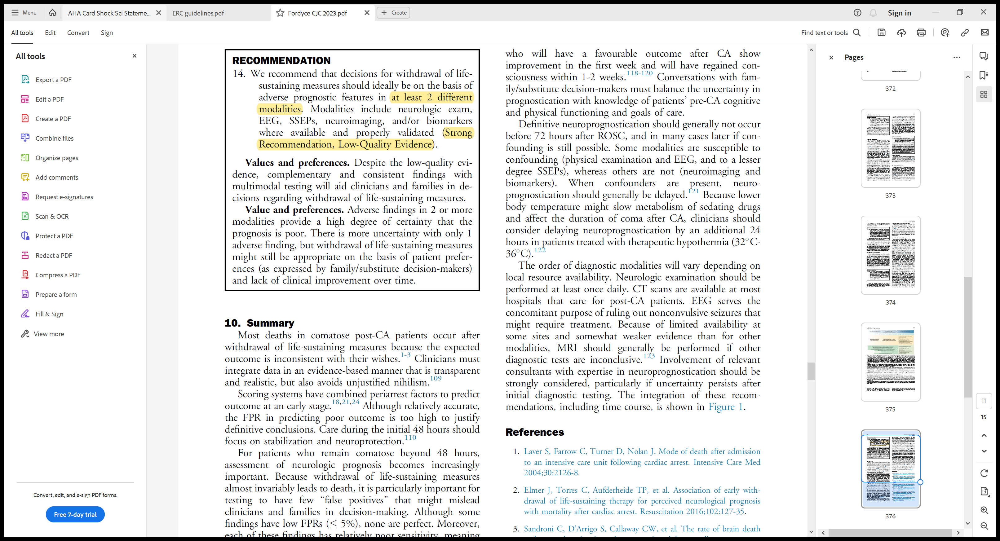 Menu
AHA Card Shock Sci Stateme...
ERC guidelines.pdf
Fordyce CJC 2023.pdf
Create
Sign in
All tools
Edit
Convert
Sign
Find text or tools
All tools
Export a PDF
Edit a PDF
Create a PDF
Combine files
Organize pages
Add comments
Request e-signatures
Scan & OCR
Protect a PDF
Redact a PDF
Compress a PDF
Prepare a form
Fill & Sign
View more
Convert, edit, and e-sign PDF forms.
Free 7-day trial
RECOMMENDATION
14. We recommend that decisions for withdrawal of life-
sustaining measures should ideally be on the basis of
adverse prognostic features in at least 2 different
modalities. Modalities include neurologic exam,
EEG, SSEPs, neuroimaging, and/or biomarkers
where available and properly validated (Strong
Recommendation, Low-Quality Evidence).
Values and preferences. Despite the low-quality evi-
dence, complementary and consistent findings with
multimodal testing will aid clinicians and families in de-
cisions regarding withdrawal of life-sustaining measures.
Value and preferences. Adverse findings in 2 or more
modalities provide a high degree of certainty that the
prognosis is poor. There is more uncertainty with only 1
adverse finding, but withdrawal of life-sustaining measures
might still be appropriate on the basis of patient prefer-
ences (as expressed by family/substitute decision-makers)
and lack of clinical improvement over time.
10. Summary
Most deaths in comatose post-CA patients occur after
withdrawal of life-sustaining measures because the expected
outcome is inconsistent with their wishes.1-3 Clinicians must
integrate data in an evidence-based manner that is transparent
and realistic, but also avoids unjustified nihilism.109
Scoring systems have combined periarrest factors to predict
outcome at an early stage.18,21,24 Although relatively accurate,
the FPR in predicting poor outcome is too high to justify
definitive conclusions. Care during the initial 48 hours should
focus on stabilization and neuroprotection.110
For patients who remain comatose beyond 48 hours,
assessment of neurologic prognosis becomes increasingly
important. Because withdrawal of life-sustaining measures
almost invariably leads to death, it is particularly important for
testing to have few “false positives” that might mislead
clinicians and families in decision-making. Although some
findings have low FPRs (≤ 5%), none are perfect. Moreover,
each of these findings has relatively poor sensitivity, meaning
who will have a favourable outcome after CA show
improvement in the first week and will have regained con-
sciousness within 1-2 weeks.118-120 Conversations with fam-
ily/substitute decision-makers must balance the uncertainty in
prognostication with knowledge of patients’ pre-CA cognitive
and physical functioning and goals of care.
Definitive neuroprognostication should generally not occur
before 72 hours after ROSC, and in many cases later if con-
founding is still possible. Some modalities are susceptible to
confounding (physical examination and EEG, and to a lesser
degree SSEPs), whereas others are not (neuroimaging and
biomarkers). When confounders are present, neuro-
prognostication should generally be delayed.121 Because lower
body temperature might slow metabolism of sedating drugs
and affect the duration of coma after CA, clinicians should
consider delaying neuroprognostication by an additional 24
hours in patients treated with therapeutic hypothermia (32°C-
36°C).122
The order of diagnostic modalities will vary depending on
local resource availability. Neurologic examination should be
performed at least once daily. CT scans are available at most
hospitals that care for post-CA patients. EEG serves the
concomitant purpose of ruling out nonconvulsive seizures that
might require treatment. Because of limited availability at
some sites and somewhat weaker evidence than for other
modalities, MRI should generally be performed if other
diagnostic tests are inconclusive.123 Involvement of relevant
consultants with expertise in neuroprognostication should be
strongly considered, particularly if uncertainty persists after
initial diagnostic testing. The integration of these recom-
mendations, including time course, is shown in Figure 1.
References
1. Laver S, Farrow C, Turner D, Nolan J. Mode of death after admission
to an intensive care unit following cardiac arrest. Intensive Care Med
2004;30:2126-8.
2. Elmer J, Torres C, Aufderheide TP, et al. Association of early with-
drawal of life-sustaining therapy for perceived neurological prognosis
with mortality after cardiac arrest. Resuscitation 2016;102:127-35.
3. Sandroni C, D’Arrigo S, Callaway CW, et al. The rate of brain death
Pages
372
373
374
375
376
11
15
1:1